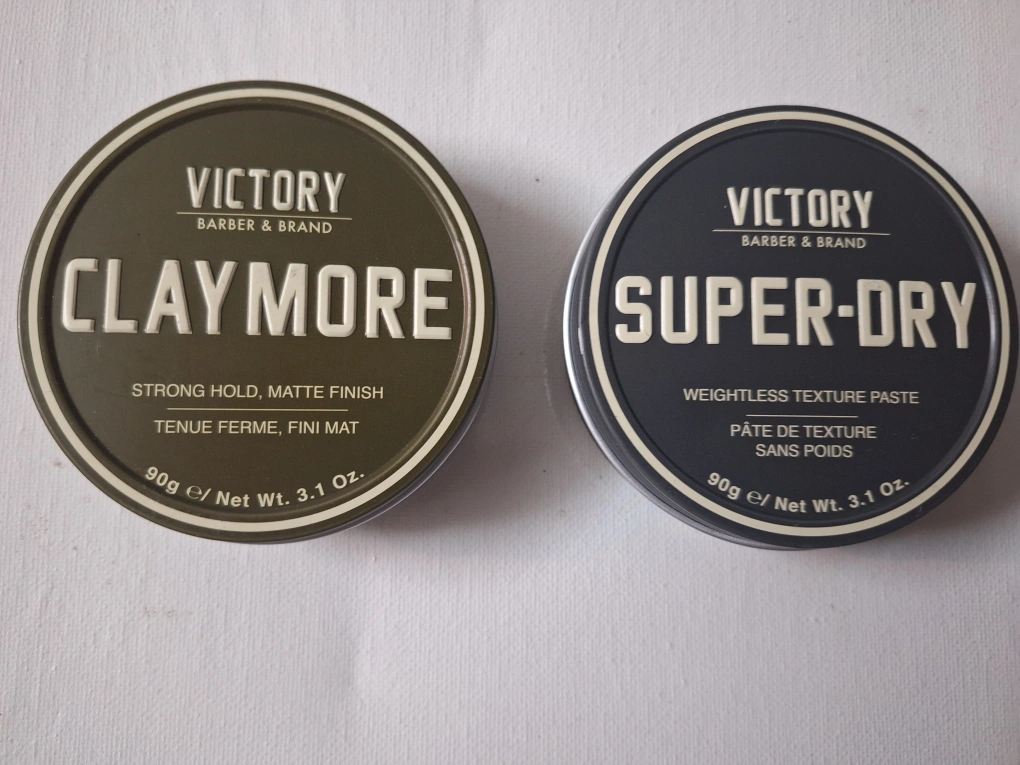 VICTORY
BARBER & BRAND
CLAYMORE
STRONG HOLD, MATTE FINISH
TENUE FERME, FINI MAT
90g ℮/ Net Wt. 3.1 Oz.
VICTORY
BARBER & BRAND
SUPER-DRY
WEIGHTLESS TEXTURE PASTE
PÂTE DE TEXTURE
SANS POIDS
90g ℮/ Net Wt. 3.1 Oz.